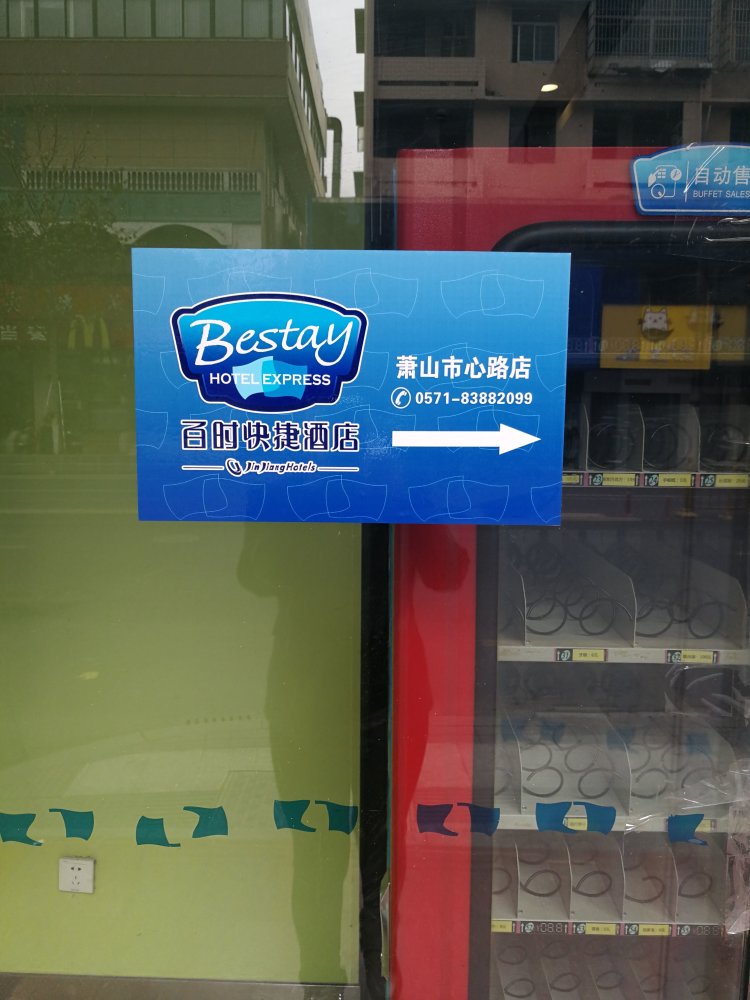 自动售
BUFFET SALES
Bestay
HOTEL EXPRESS
百时快捷酒店
JinJiangHotels
萧山市心路店
0571-83882099